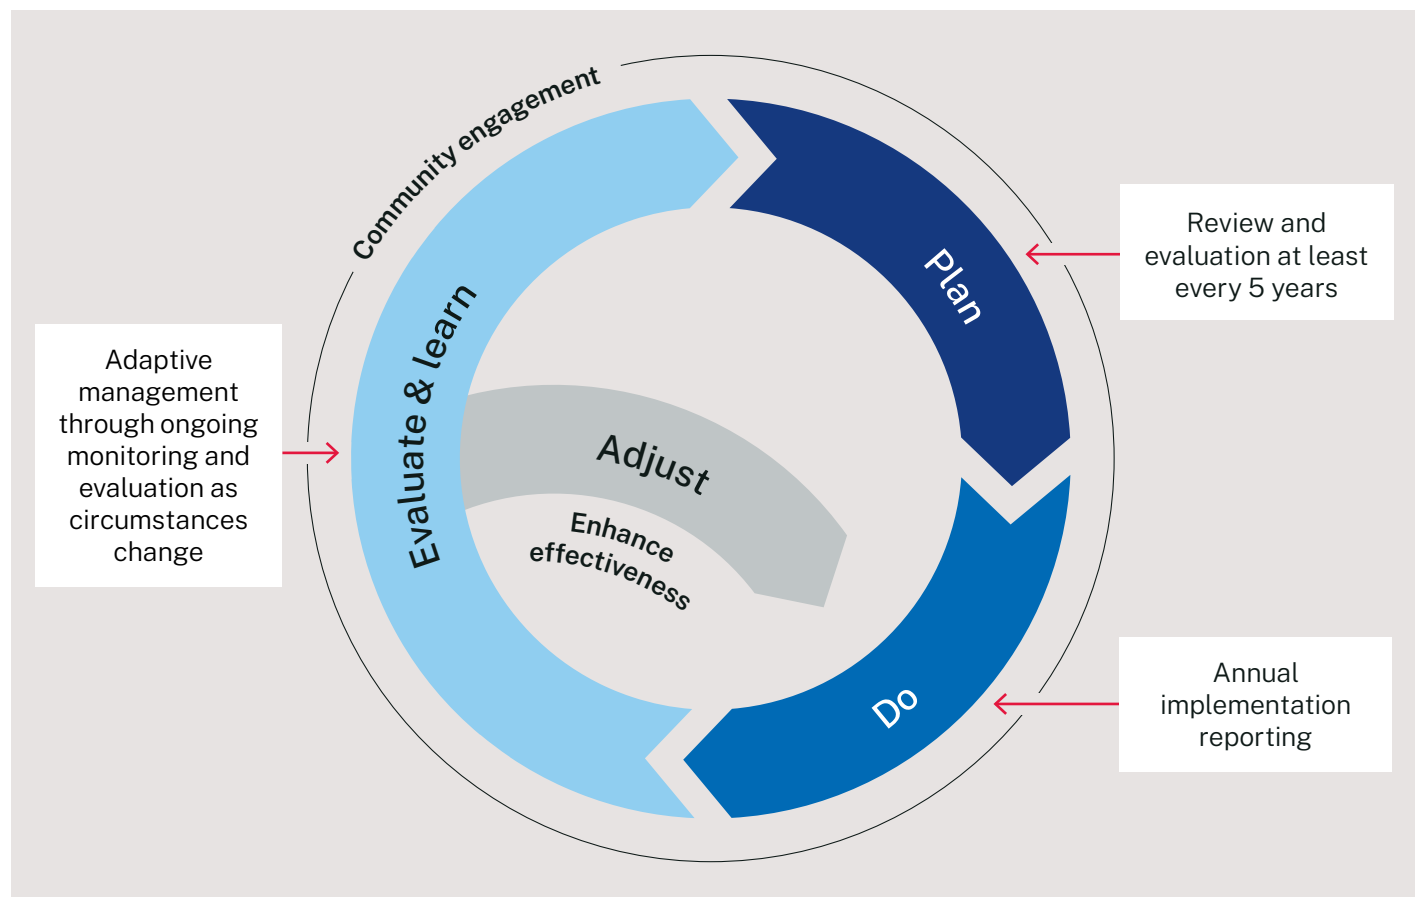 Community engagement
Plan
Review and
evaluation at least
every 5 years
Evaluate & learn
Adaptive
management
through ongoing
monitoring and
evaluation as
circumstances
change
Adjust
Enhance
effectiveness
Do
Annual
implementation
reporting